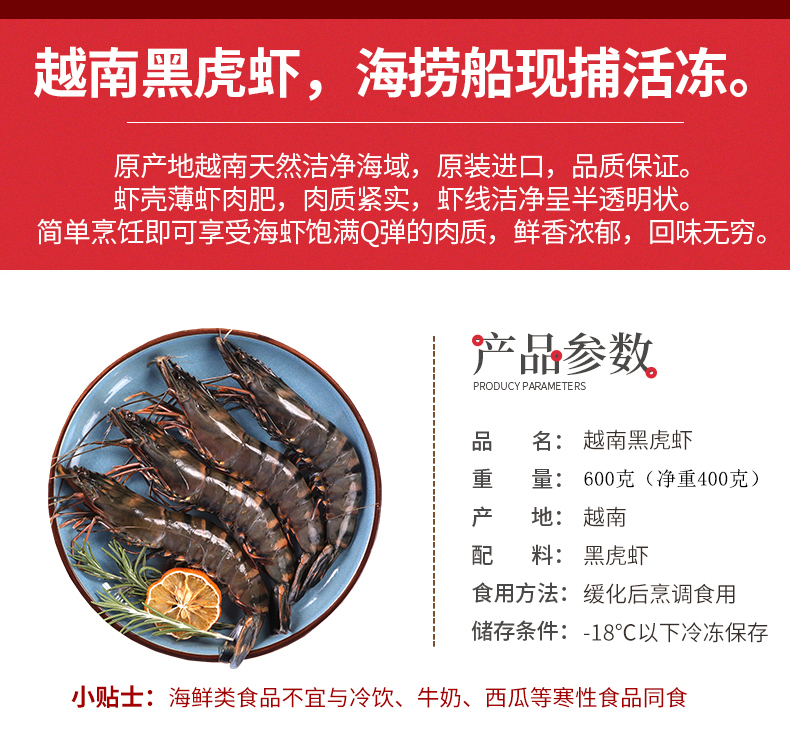 越南黑虎虾，海捞船现捕活冻。
原产地越南天然洁净海域，原装进口，品质保证。
虾壳薄虾肉肥，肉质紧实，虾线洁净呈半透明状。
简单烹饪即可享受海虾饱满Q弹的肉质，鲜香浓郁，回味无穷。
产品参数
PRODUCY PARAMETERS
品 名： 越南黑虎虾
重 量： 600克（净重400克）
产 地： 越南
配 料： 黑虎虾
食用方法： 缓化后烹调食用
储存条件： -18℃以下冷冻保存
小贴士：海鲜类食品不宜与冷饮、牛奶、西瓜等寒性食品同食